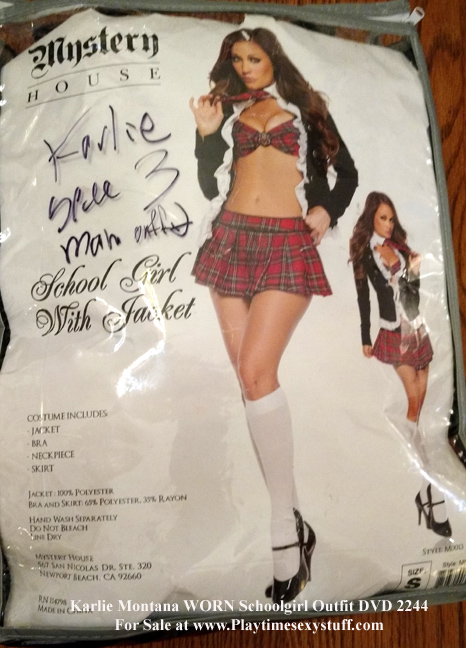 Mystery
HOUSE
Karlie
3
School Girl
With Jacket
COSTUME INCLUDES
- JACKET
- BRA
- NECKPIECE
- SKIRT
JACKET: 100% POLYESTER
BRA AND SKIRT: 65% POLYESTER, 35% RAYON
HAND WASH SEPARATELY
DO NOT BLEACH
LINE DRY
MYSTERY HOUSE
567 SAN NICOLAS DR. STE. 320
NEWPORT BEACH, CA 92660
MADE IN
SIZE:
S
Karlie Montana WORN Schoolgirl Outfit DVD 2244
For Sale at www.Playtimesexystuff.com